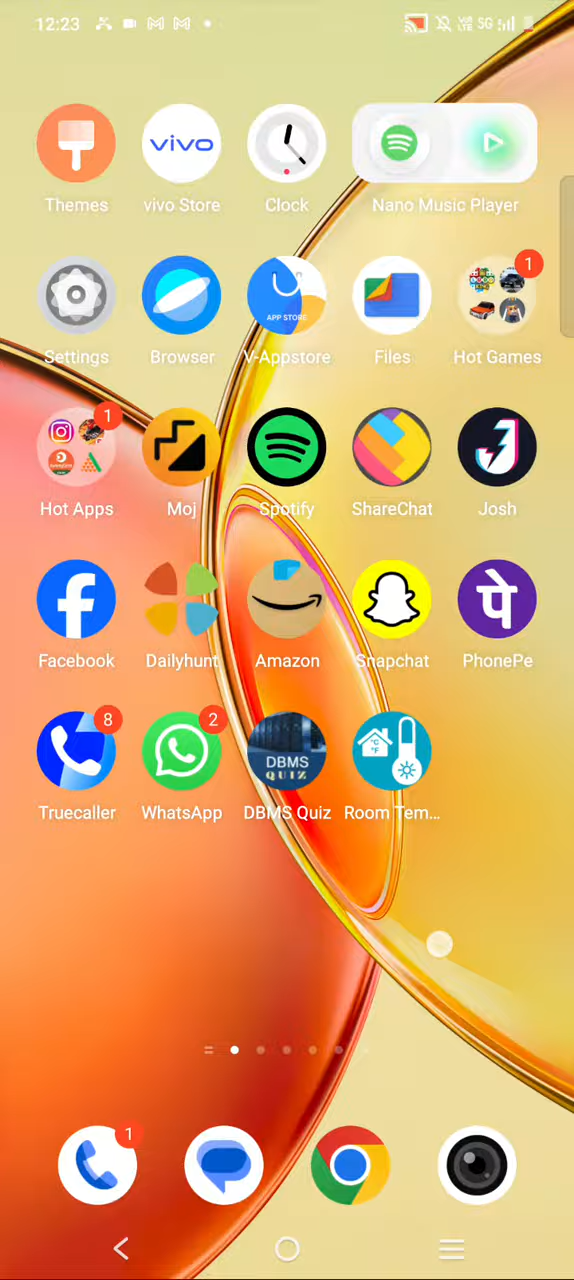 12:23 VoLTE 5G
Themes vivo vivo Store Clock Nano Music Player
1
APP STORE
Settings Browser V-Appstore Files Hot Games
1
Hot Apps Moj Spotify ShareChat Josh
पे
Facebook Dailyhunt Amazon Snapchat PhonePe
8 2
DBMS
QUIZ
°C °F
Truecaller WhatsApp DBMS Quiz Room Tem...
1